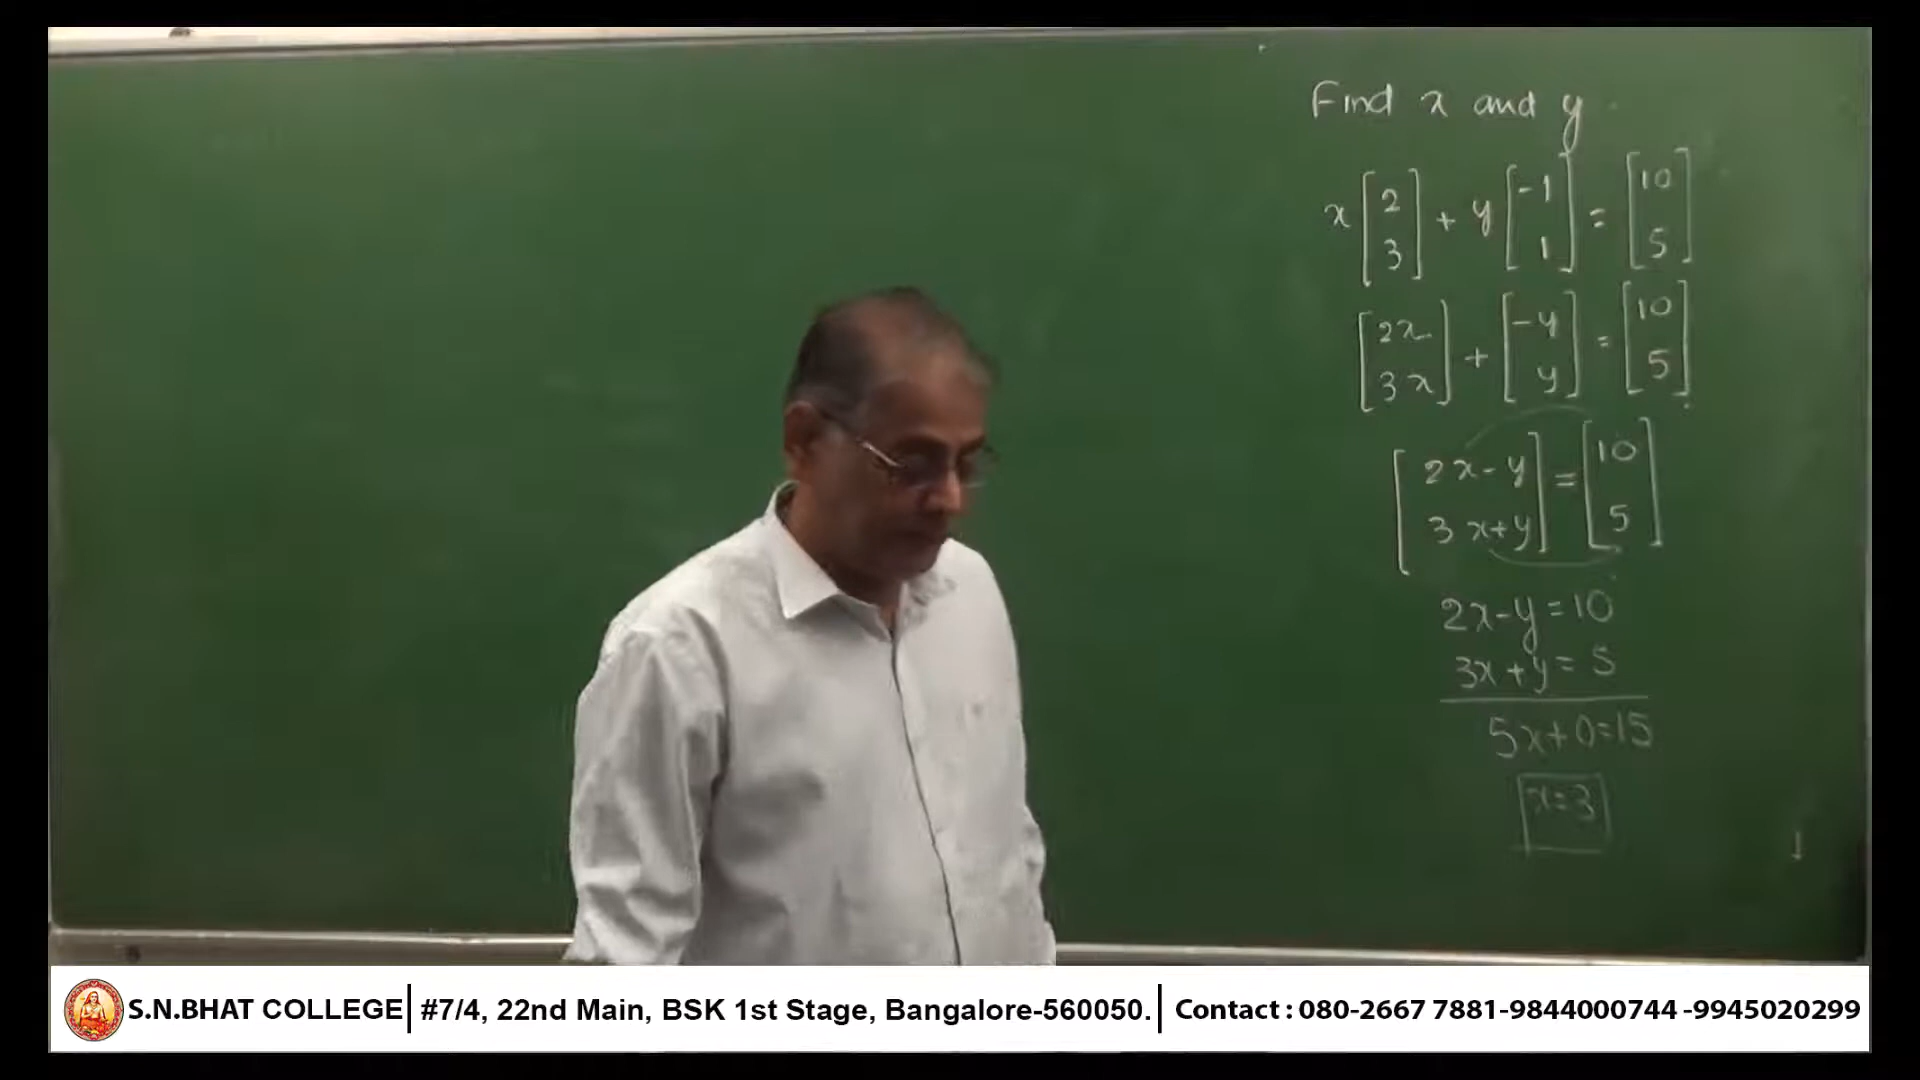 Find x and y
x [2 3] + y [-1 1] = [10 5]
[2x 3x] + [-y y] = [10 5]
[2x-y 3x+y] = [10 5]
2x-y=10
3x+y=5
5x+0=15
x=3
S.N.BHAT COLLEGE | #7/4, 22nd Main, BSK 1st Stage, Bangalore-560050. | Contact : 080-2667 7881-9844000744 -9945020299